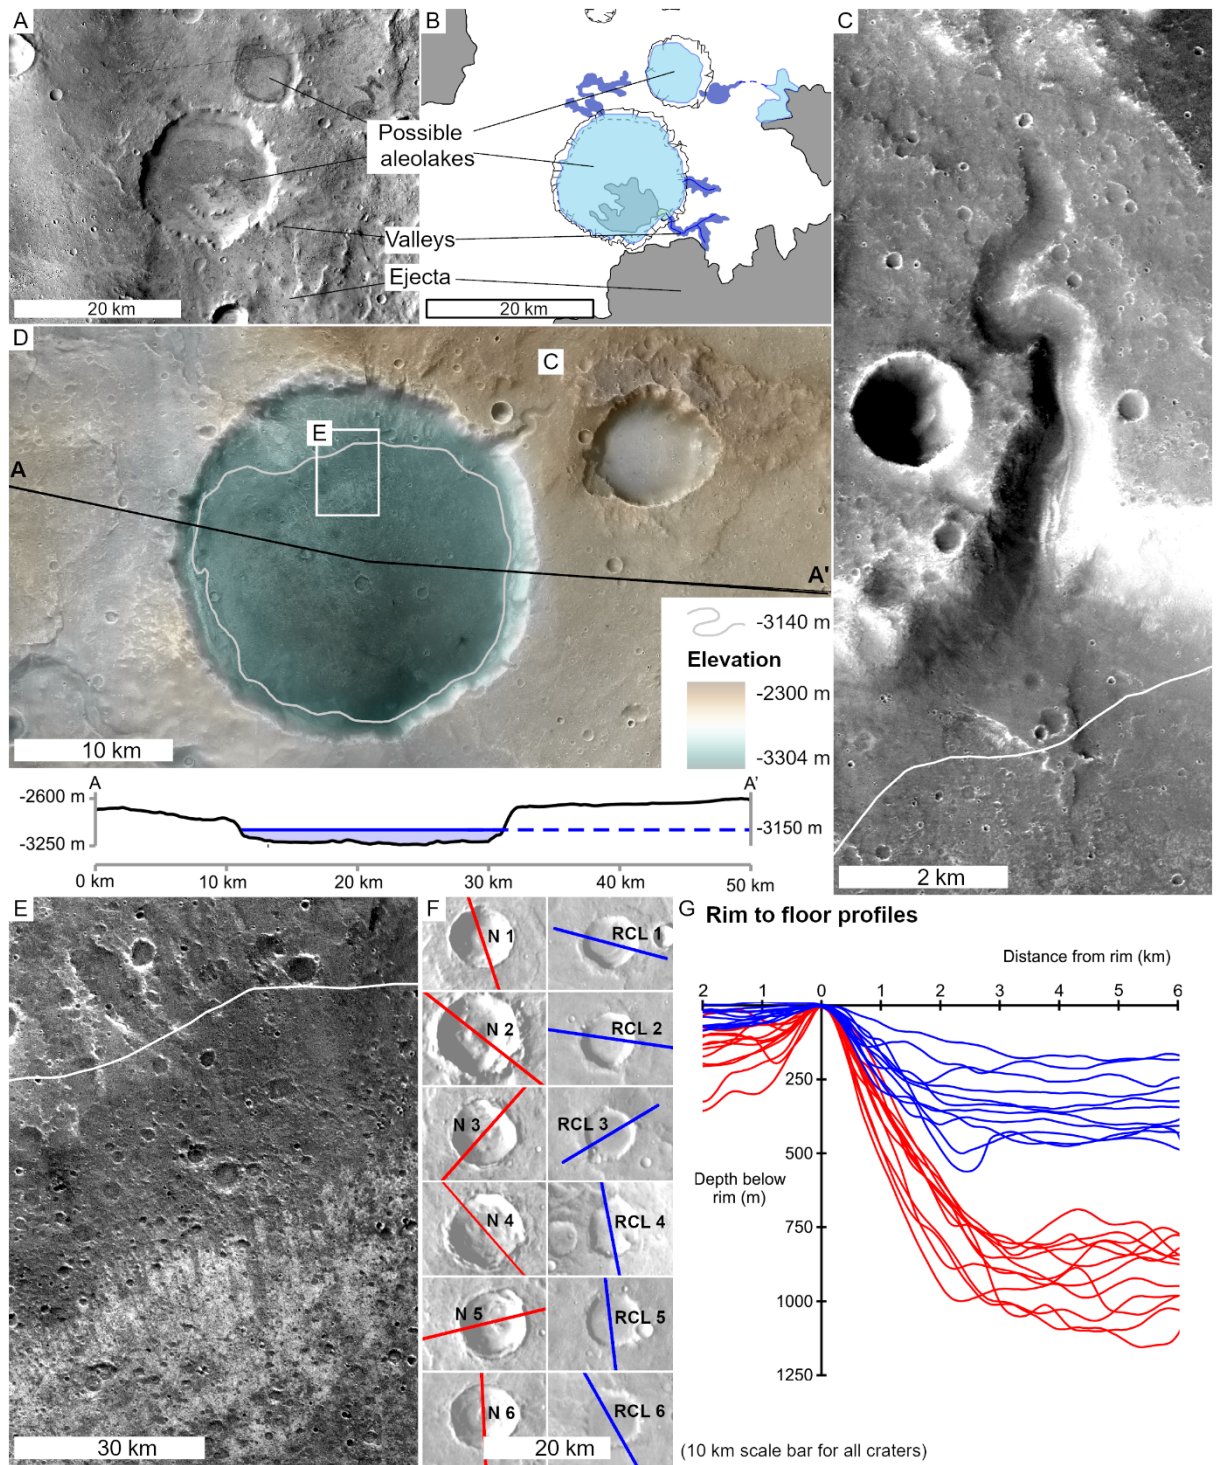 A
B
C
Possible
aleolakes
Valleys
Ejecta
20 km
20 km
D
C
E
A
A'
-3140 m
Elevation
-2300 m
-3304 m
10 km
2 km
A
A'
-2600 m
-3250 m
-3150 m
0 km
10 km
20 km
30 km
40 km
50 km
E
F
G
Rim to floor profiles
N 1
RCL 1
N 2
RCL 2
N 3
RCL 3
N 4
RCL 4
N 5
RCL 5
N 6
RCL 6
30 km
20 km
Distance from rim (km)
2
1
0
1
2
3
4
5
6
250
500
Depth below
rim (m)
750
1000
1250
(10 km scale bar for all craters)